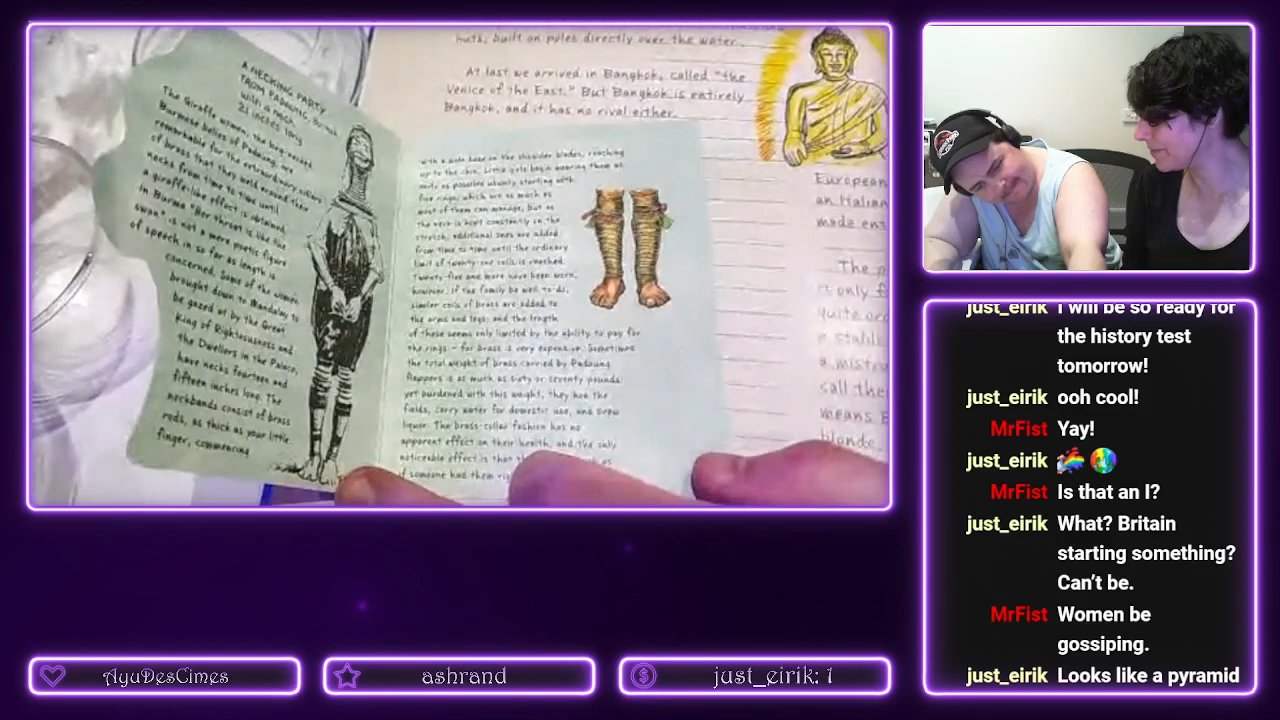 huts, built on poles directly over the water.
At last we arrived in Bangkok, called "the
Venice of the East." But Bangkok is entirely
Bangkok, and it has no rival either.
A NECKING PARTY
FROM PADAUNG, BURMA
WITH A NECK
21 inches long
The Giraffe women, the long-necked
Burmese belles of Padaung, are
remarkable for the extraordinary collars
of brass that they weld around their
necks from time to time until
a giraffe-like effect is obtained.
In Burma "Her throat is like the
swan" is not a mere poetic figure
of speech in so far as length is
concerned. Some of the women
brought down to Mandalay to
be gazed at by the Great
King of Righteousness and
the Dwellers in the Palace,
have necks fourteen and
fifteen inches long. The
neckbands consist of brass
rods, as thick as your little
finger, commencing
with a wide base on the shoulder blades, reaching
up to the chin. Little girls begin wearing them as
early as possible usually starting with
five rings, which are as much as
most of them can manage, but as
the neck is kept constantly on the
stretch, additional ones are added
from time to time until the ordinary
limit of twenty-one coils is reached.
Twenty-five and more have been worn,
however. If the family be well-to-do,
similar coils of brass are added to
the arms and legs; and the length
of these seems only limited by the ability to pay for
the rings - for brass is very expensive. Sometimes
the total weight of brass carried by Padaung
flappers is as much as sixty or seventy pounds
yet burdened with this weight, they hoe the
fields, carry water for domestic use, and brew
liquor. The brass-collar fashion has no
apparent effect on their health, and the only
noticeable effect is that
if someone had them
European
an Italian
made
The
only
quite
a
call the
means
blonde
just_eirik I will be so ready for
the history test
tomorrow!
just_eirik ooh cool!
MrFist Yay!
just_eirik
MrFist Is that an I?
just_eirik What? Britain
starting something?
Can't be.
MrFist Women be
gossiping.
just_eirik Looks like a pyramid
AyuDesCimes
ashrand
just_eirik: 1